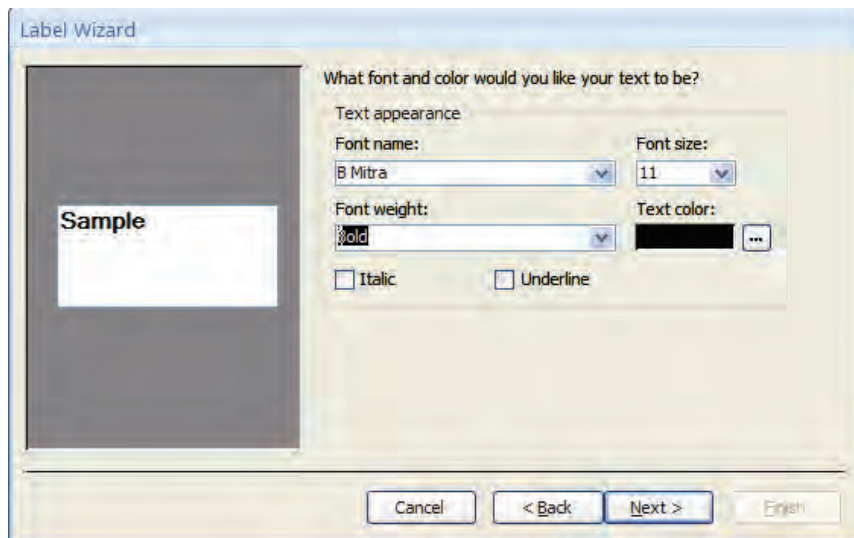 Label Wizard
What font and color would you like your text to be?
Text appearance
Font name: Font size:
B Mitra 11
Sample
Font weight: Text color:
Bold ...
Italic Underline
Cancel < Back Next > Finish